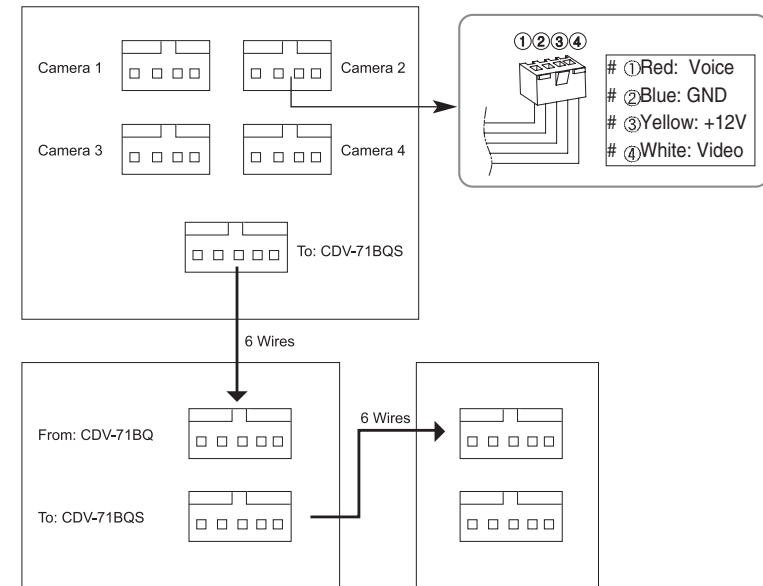 Camera 1
Camera 2
①②③④
# ①Red: Voice
# ②Blue: GND
# ③Yellow: +12V
# ④White: Video
Camera 3
Camera 4
To: CDV-71BQS
6 Wires
From: CDV-71BQ
6 Wires
To: CDV-71BQS